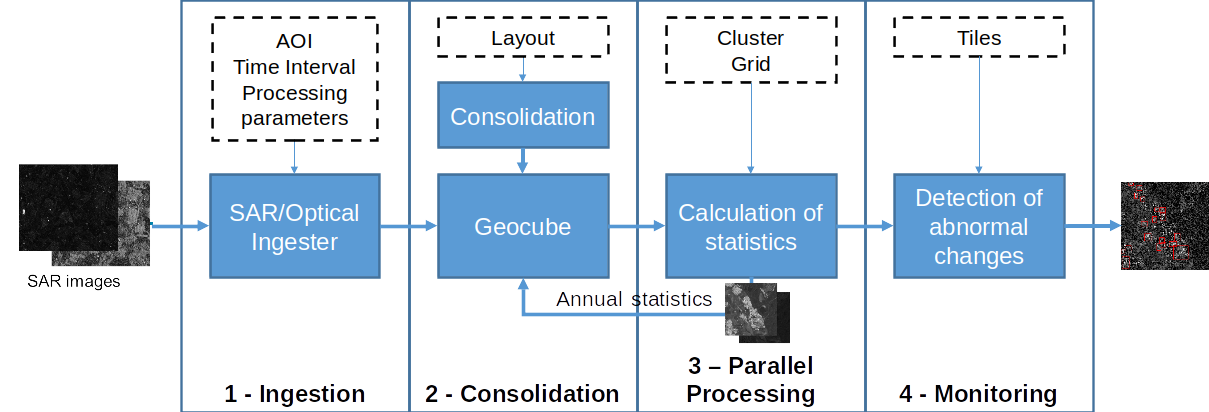 AOI
Time Interval
Processing
parameters
Layout
Cluster
Grid
Tiles
Consolidation
SAR/Optical
Ingester
Geocube
Calculation of
statistics
Detection of
abnormal
changes
SAR images
Annual statistics
1 - Ingestion
2 - Consolidation
3 – Parallel
Processing
4 - Monitoring